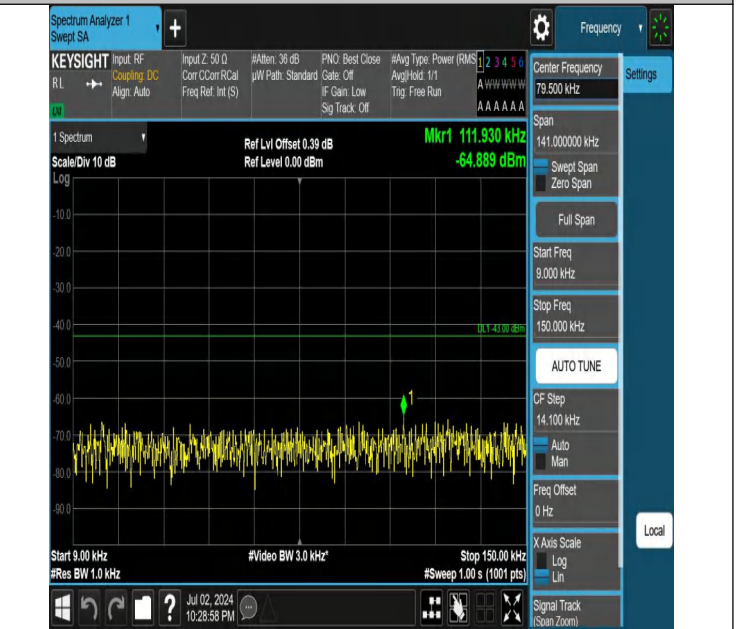 Spectrum Analyzer 1
Swept SA
+
Frequency
KEYSIGHT
RL
Input: RF
Coupling: DC
Align: Auto
Input Z: 50 Ω
Corr CCorr RCal
Freq Ref: Int (S)
#Atten: 36 dB
µW Path: Standard
PNO: Best Close
Gate: Off
IF Gain: Low
Sig Track: Off
#Avg Type: Power (RMS
Avg|Hold: 1/1
Trig: Free Run
1 2 3 4 5 6
A W W W W W
A A A A A A
1 Spectrum
Scale/Div 10 dB
Log
Ref Lvl Offset 0.39 dB
Ref Level 0.00 dBm
Mkr1 111.930 kHz
-64.889 dBm
-10.0
-20.0
-30.0
-40.0
DL1 -43.00 dBm
-50.0
-60.0
1
-70.0
-80.0
-90.0
Start 9.00 kHz
#Video BW 3.0 kHz*
Stop 150.00 kHz
#Res BW 1.0 kHz
#Sweep 1.00 s (1001 pts)
?
Jul 02, 2024
10:28:58 PM
Center Frequency
79.500 kHz
Settings
Span
141.000000 kHz
Swept Span
Zero Span
Full Span
Start Freq
9.000 kHz
Stop Freq
150.000 kHz
AUTO TUNE
CF Step
14.100 kHz
Auto
Man
Freq Offset
0 Hz
Local
X Axis Scale
Log
Lin
Signal Track
(Span Zoom)